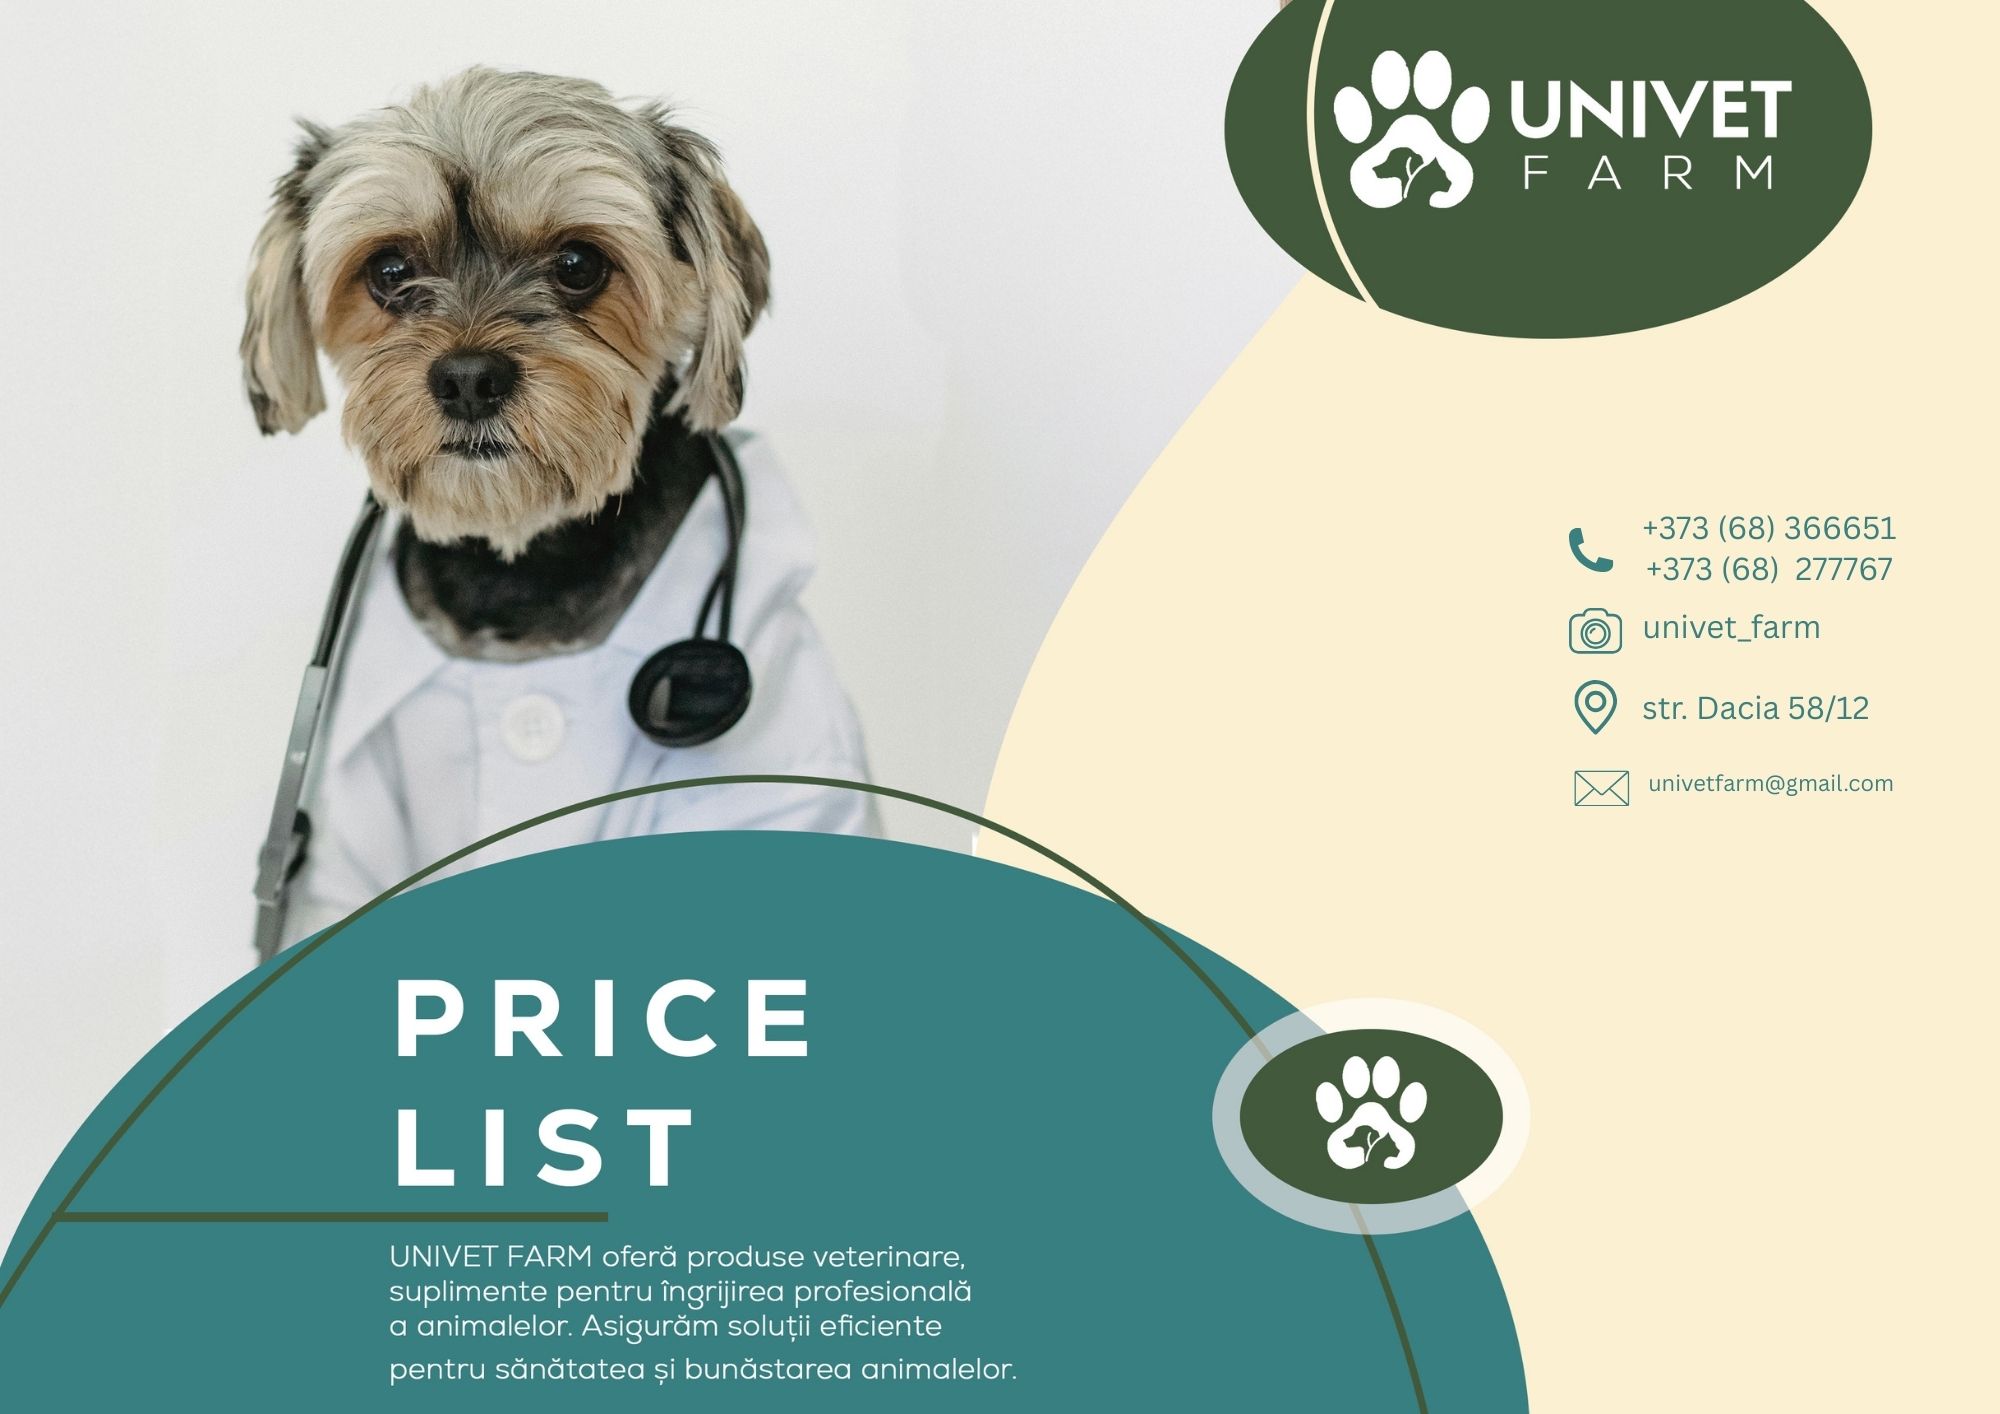 UNIVET
FARM
+373 (68) 366651
+373 (68) 277767
univet_farm
str. Dacia 58/12
univetfarm@gmail.com
PRICE
LIST
UNIVET FARM oferă produse veterinare,
suplimente pentru îngrijirea profesională
a animalelor. Asigurăm soluții eficiente
pentru sănătatea și bunăstarea animalelor.